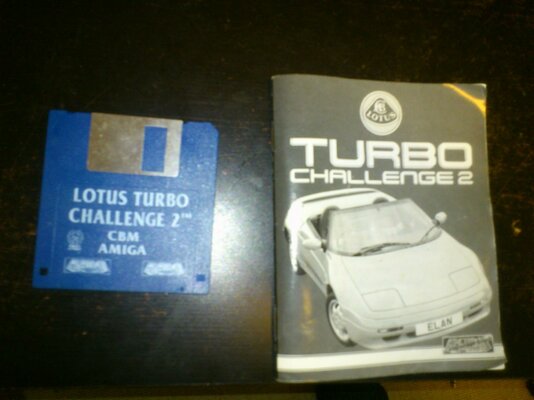 LOTUS TURBO
CHALLENGE 2™
CBM
AMIGA
LOTUS
TURBO
CHALLENGE 2
ELAN